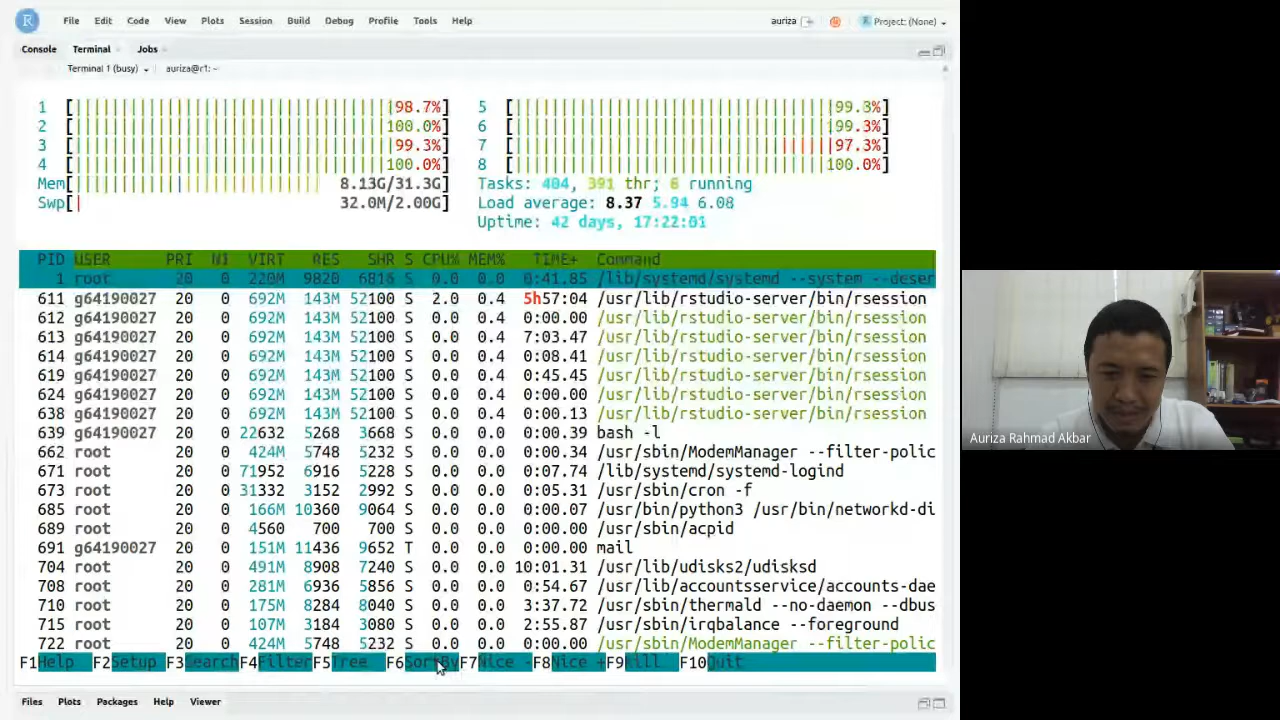 File Edit Code View Plots Session Build Debug Profile Tools Help auriza Project: (None)
Console Terminal Jobs
Terminal 1 (busy) auriza@r1: ~
1 [98.7%] 5 [99.3%]
2 [100.0%] 6 [99.3%]
3 [99.3%] 7 [97.3%]
4 [100.0%] 8 [100.0%]
Mem[8.13G/31.3G] Tasks: 404, 391 thr; 6 running
Swp[32.0M/2.00G] Load average: 8.37 5.94 6.08
Uptime: 42 days, 17:22:01
PID USER PRI NI VIRT RES SHR S CPU% MEM% TIME+ Command
1 root 20 0 220M 9820 6816 S 0.0 0.0 0:41.85 /lib/systemd/systemd --system --deser
611 g64190027 20 0 692M 143M 52100 S 2.0 0.4 5h57:04 /usr/lib/rstudio-server/bin/rsession
612 g64190027 20 0 692M 143M 52100 S 0.0 0.4 0:00.00 /usr/lib/rstudio-server/bin/rsession
613 g64190027 20 0 692M 143M 52100 S 0.0 0.4 7:03.47 /usr/lib/rstudio-server/bin/rsession
614 g64190027 20 0 692M 143M 52100 S 0.0 0.4 0:08.41 /usr/lib/rstudio-server/bin/rsession
619 g64190027 20 0 692M 143M 52100 S 0.0 0.4 0:45.45 /usr/lib/rstudio-server/bin/rsession
624 g64190027 20 0 692M 143M 52100 S 0.0 0.4 0:00.00 /usr/lib/rstudio-server/bin/rsession
638 g64190027 20 0 692M 143M 52100 S 0.0 0.4 0:00.13 /usr/lib/rstudio-server/bin/rsession
639 g64190027 20 0 22632 5268 3668 S 0.0 0.0 0:00.39 bash -l
662 root 20 0 424M 5748 5232 S 0.0 0.0 0:00.34 /usr/sbin/ModemManager --filter-polic
671 root 20 0 71952 6916 5228 S 0.0 0.0 0:07.74 /lib/systemd/systemd-logind
673 root 20 0 31332 3152 2992 S 0.0 0.0 0:05.31 /usr/sbin/cron -f
685 root 20 0 166M 10360 9064 S 0.0 0.0 0:00.07 /usr/bin/python3 /usr/bin/networkd-di
689 root 20 0 4560 700 700 S 0.0 0.0 0:00.00 /usr/sbin/acpid
691 g64190027 20 0 151M 11436 9652 T 0.0 0.0 0:00.00 mail
704 root 20 0 491M 8908 7240 S 0.0 0.0 10:01.31 /usr/lib/udisks2/udisksd
708 root 20 0 281M 6936 5856 S 0.0 0.0 0:54.67 /usr/lib/accountsservice/accounts-dae
710 root 20 0 175M 8284 8040 S 0.0 0.0 3:37.72 /usr/sbin/thermald --no-daemon --dbus
715 root 20 0 107M 3184 3080 S 0.0 0.0 2:55.87 /usr/sbin/irqbalance --foreground
722 root 20 0 424M 5748 5232 S 0.0 0.0 0:00.00 /usr/sbin/ModemManager --filter-polic
F1Help F2Setup F3Search F4Filter F5Tree F6SortBy F7Nice - F8Nice + F9Kill F10Quit
Files Plots Packages Help Viewer
Auriza Rahmad Akbar